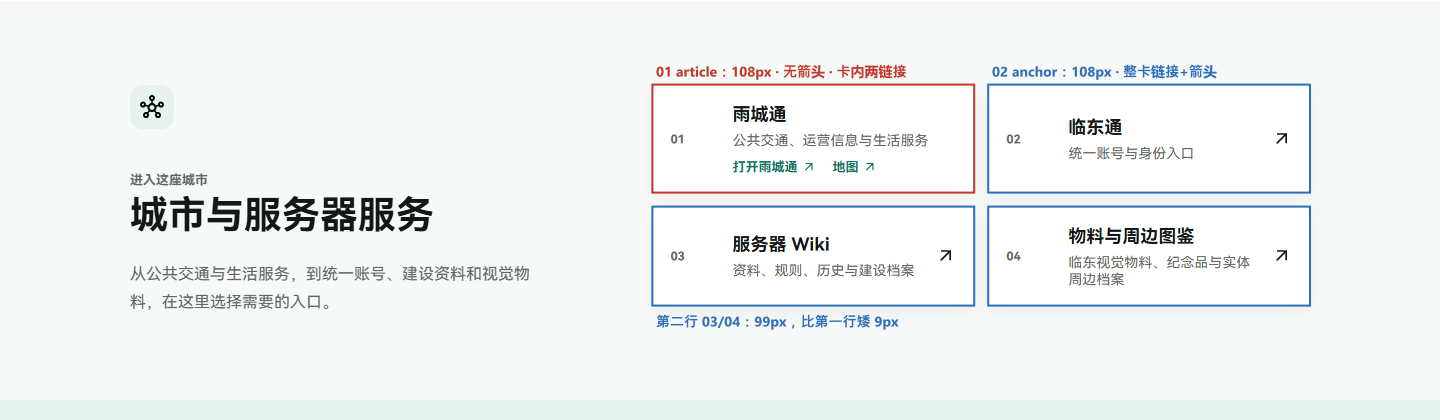 进入这座城市
城市与服务器服务
从公共交通与生活服务，到统一账号、建设资料和视觉物
料，在这里选择需要的入口。
01 article：108px · 无箭头 · 卡内两链接
01
雨城通
公共交通、运营信息与生活服务
打开雨城通 ↗ 地图 ↗
02 anchor：108px · 整卡链接+箭头
02
临东通
统一账号与身份入口
03
服务器 Wiki
资料、规则、历史与建设档案
04
物料与周边图鉴
临东视觉物料、纪念品与实体
周边档案
第二行 03/04：99px，比第一行矮 9px